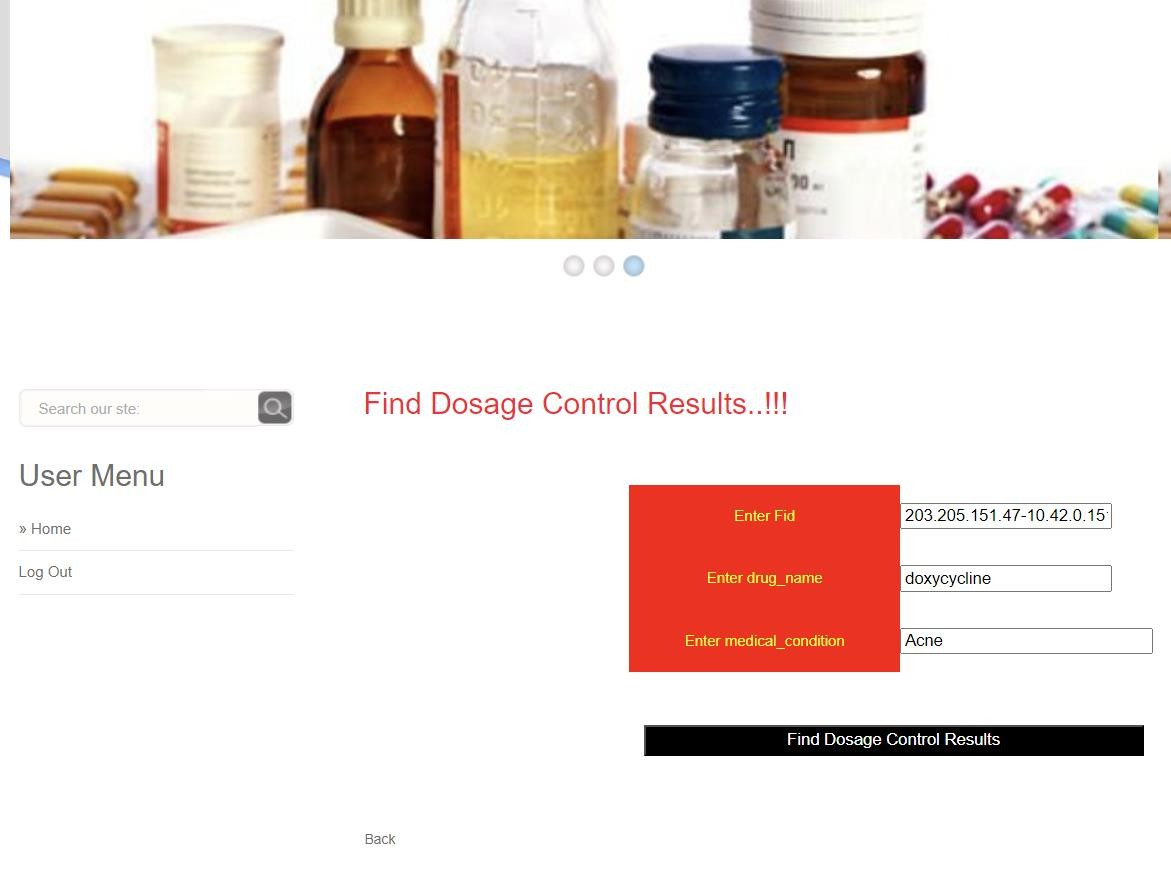 Search our ste:
Find Dosage Control Results..!!!
User Menu
Enter Fid
203.205.151.47-10.42.0.15
» Home
Log Out
Enter drug_name
doxycycline
Enter medical_condition
Acne
Find Dosage Control Results
Back